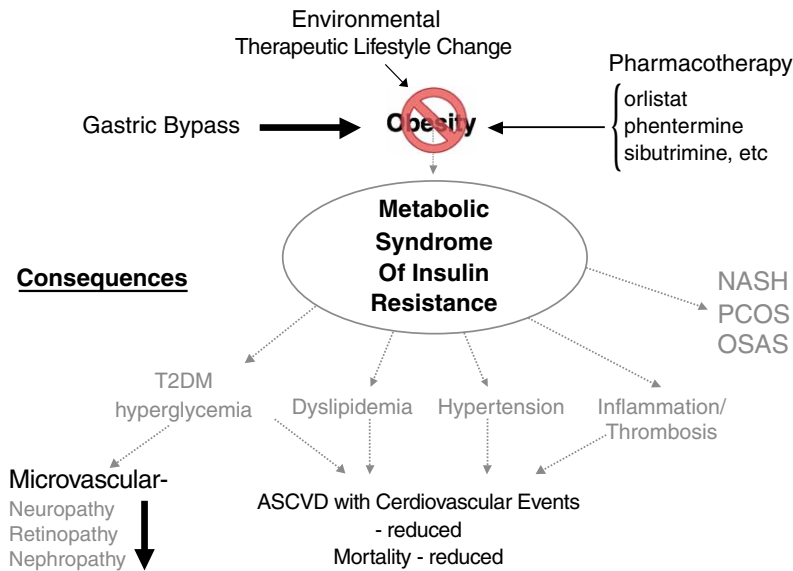 Environmental
Therapeutic Lifestyle Change
Pharmacotherapy
orlistat
phentermine
sibutrimine, etc
Gastric Bypass
Obesity
Metabolic
Syndrome
Of Insulin
Resistance
Consequences
NASH
PCOS
OSAS
T2DM
hyperglycemia
Dyslipidemia
Hypertension
Inflammation/
Thrombosis
Microvascular-
Neuropathy
Retinopathy
Nephropathy
ASCVD with Cerdiovascular Events
- reduced
Mortality - reduced